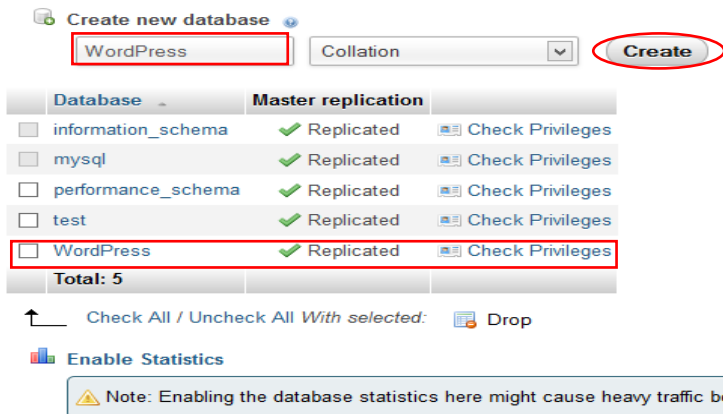 Create new database
WordPress Collation Create
Database Master replication
information_schema Replicated Check Privileges
mysql Replicated Check Privileges
performance_schema Replicated Check Privileges
test Replicated Check Privileges
WordPress Replicated Check Privileges
Total: 5
Check All / Uncheck All With selected: Drop
Enable Statistics
Note: Enabling the database statistics here might cause heavy traffic